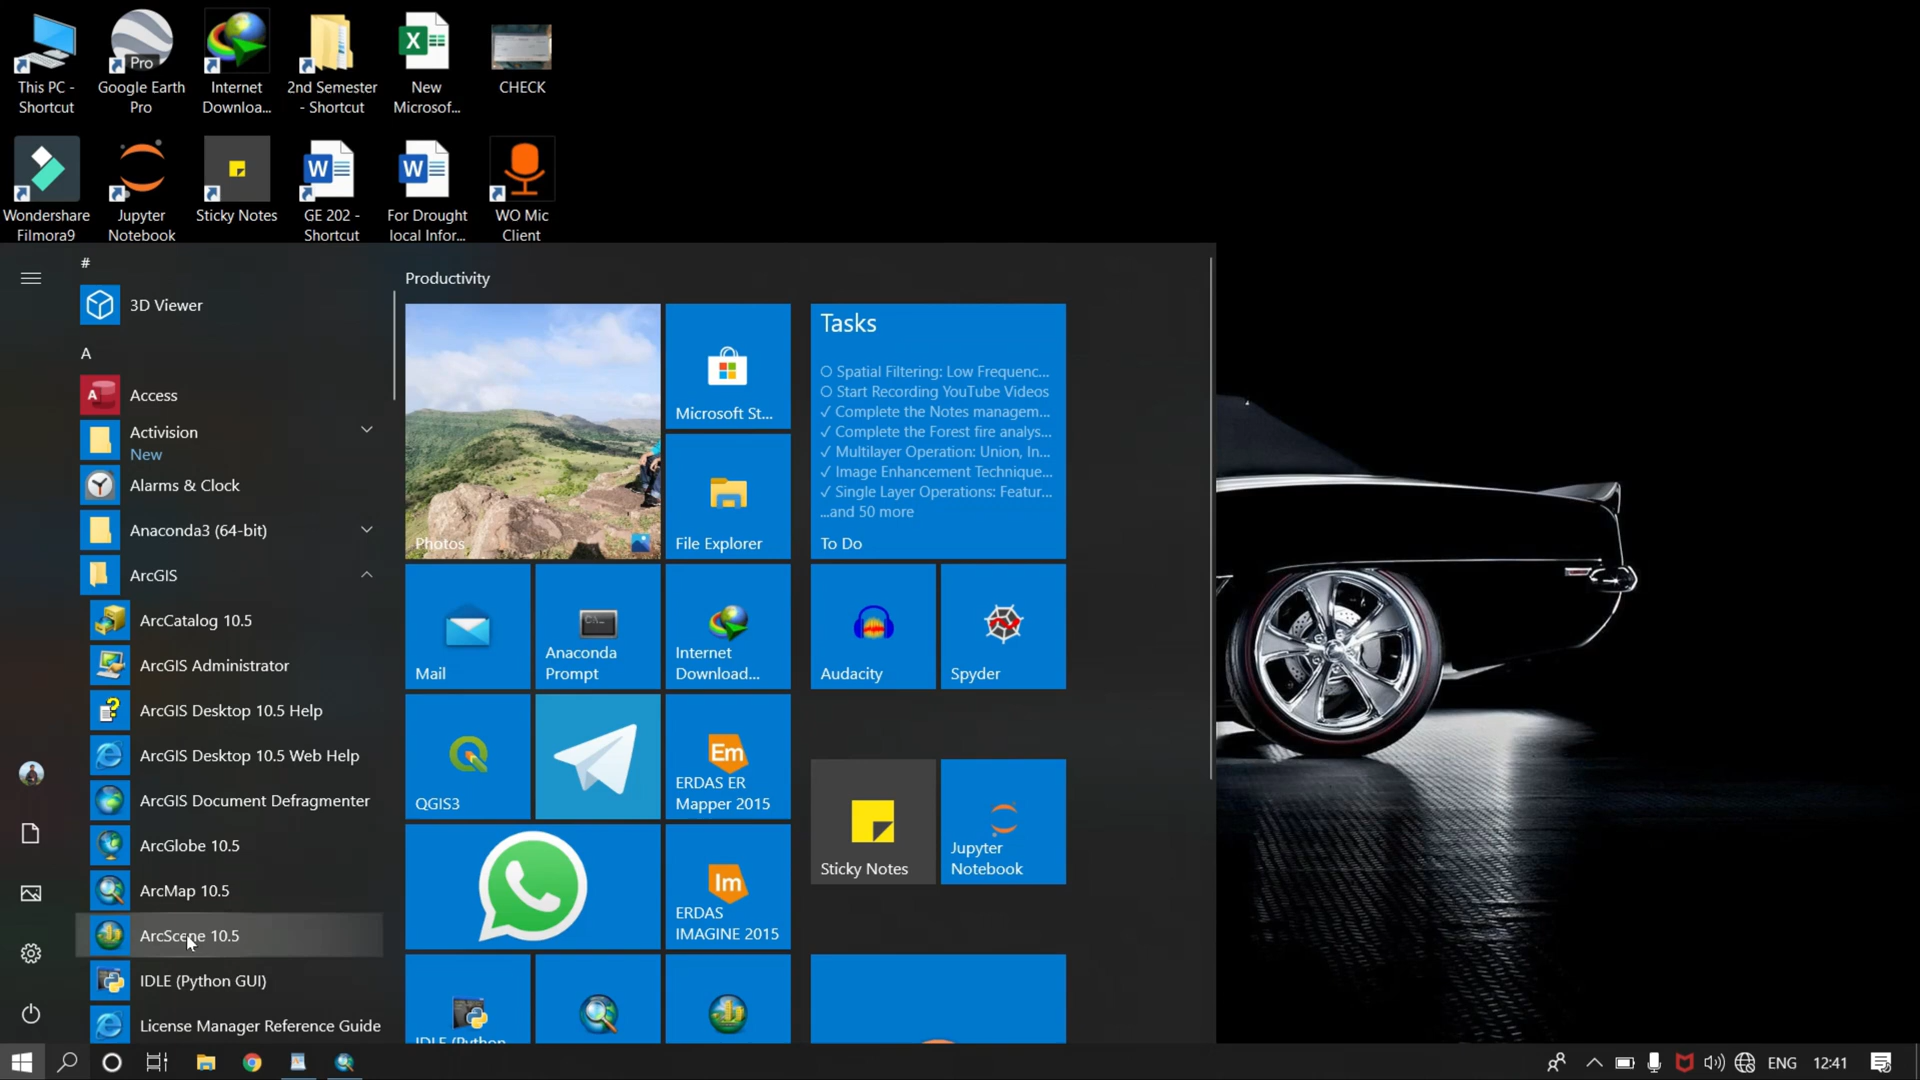 This PC -
Shortcut
Google Earth
Pro
Pro
Internet
Downloa...
2nd Semester
- Shortcut
New
Microsof...
CHECK
Wondershare
Filmora9
Jupyter
Notebook
Sticky Notes
GE 202 -
Shortcut
For Drought
local Infor...
WO Mic
Client
#
3D Viewer
A
Access
Activision
New
Alarms & Clock
Anaconda3 (64-bit)
ArcGIS
ArcCatalog 10.5
ArcGIS Administrator
ArcGIS Desktop 10.5 Help
ArcGIS Desktop 10.5 Web Help
ArcGIS Document Defragmenter
ArcGlobe 10.5
ArcMap 10.5
ArcScene 10.5
IDLE (Python GUI)
License Manager Reference Guide
Productivity
Photos
Microsoft St...
File Explorer
Tasks
Spatial Filtering: Low Frequenc...
Start Recording YouTube Videos
✓ Complete the Notes managem...
✓ Complete the Forest fire analys...
✓ Multilayer Operation: Union, In...
✓ Image Enhancement Technique...
✓ Single Layer Operations: Featur...
...and 50 more
To Do
Mail
Anaconda
Prompt
Internet
Download...
Audacity
Spyder
QGIS3
Em
ERDAS ER
Mapper 2015
Im
ERDAS
IMAGINE 2015
Sticky Notes
Jupyter
Notebook
IDLE (Python
ENG
12:41